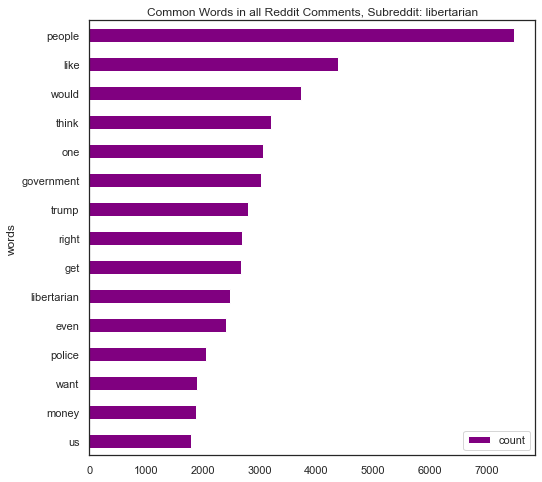 Common Words in all Reddit Comments, Subreddit: libertarian
people
like
would
think
one
government
trump
right
get
libertarian
even
police
want
money
us
words
0 1000 2000 3000 4000 5000 6000 7000
count